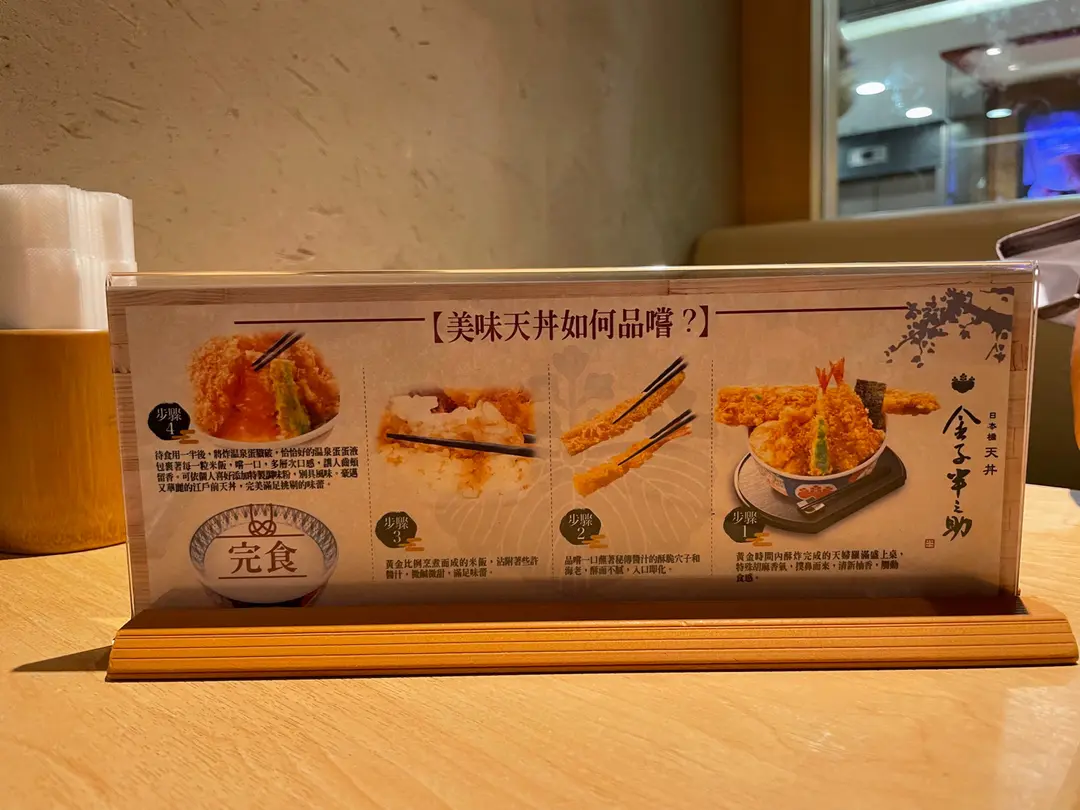 【美味天丼如何品嚐？】
日本橋 天丼
金子半之助
步驟
1
黃金時間內酥炸完成的天婦羅滿盛上桌，
特殊胡麻香氣，撲鼻而來，清新柚香，觸動
食感。
步驟
2
品嚐一口蘸著秘傳醬汁的酥脆穴子和
海老，酥而不膩，入口即化。
步驟
3
黃金比例烹煮而成的米飯，沾附著些許
醬汁，微鹹微甜，滿足味蕾。
步驟
4
待食用一半後，將炸溫泉蛋戳破，恰恰好的溫泉蛋蛋液
包裹著每一粒米飯，嚐一口，多層次口感，讓人齒頰
留香。可依個人喜好添加特製調味粉，別具風味。豪邁
又華麗的江戶前天丼，完美滿足挑剔的味蕾。
完食